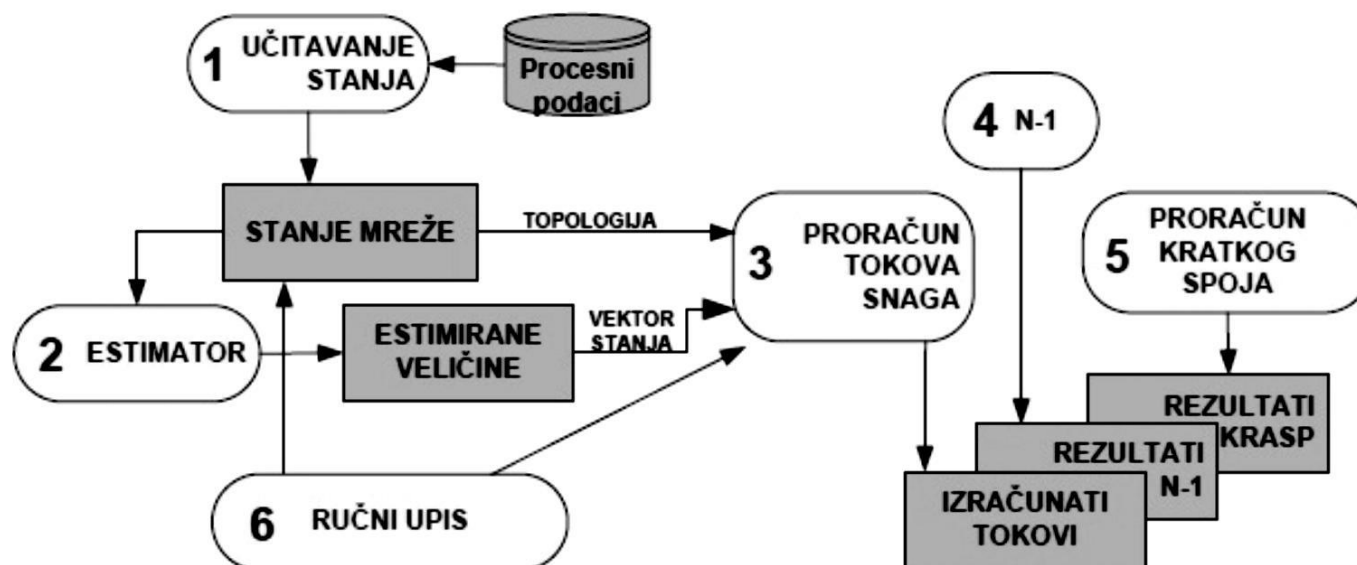 1 UČITAVANJE
STANJA
Procesni
podaci
4 N-1
STANJE MREŽE
TOPOLOGIJA
3 PRORAČUN
TOKOVA
SNAGA
5 PRORAČUN
KRATKOG
SPOJA
2 ESTIMATOR
ESTIMIRANE
VELIČINE
VEKTOR
STANJA
REZULTATI
KRASP
REZULTATI
N-1
IZRAČUNATI
TOKOVI
6 RUČNI UPIS